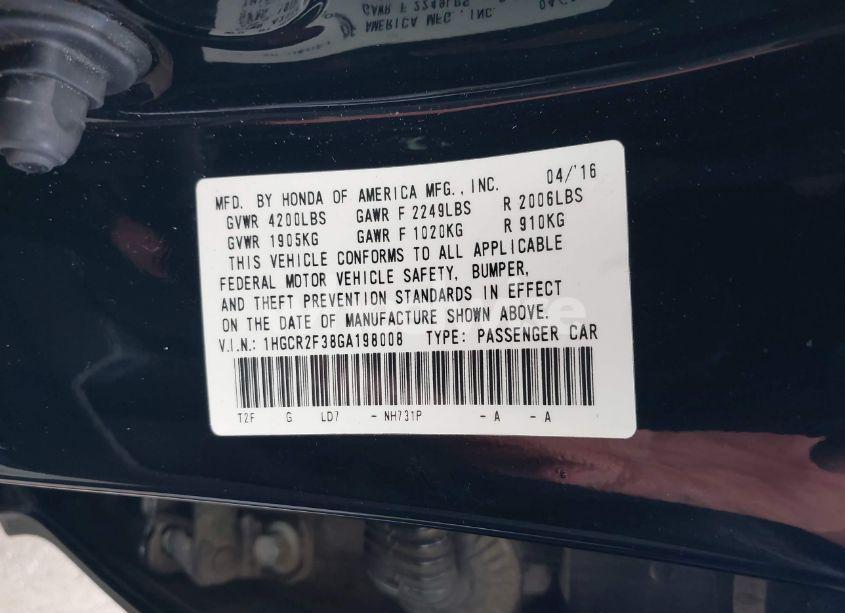 MFD. BY HONDA OF AMERICA MFG., INC. 04/'16
GVWR 4200LBS GAWR F 2249LBS R 2006LBS
GVWR 1905KG GAWR F 1020KG R 910KG
THIS VEHICLE CONFORMS TO ALL APPLICABLE
FEDERAL MOTOR VEHICLE SAFETY, BUMPER,
AND THEFT PREVENTION STANDARDS IN EFFECT
ON THE DATE OF MANUFACTURE SHOWN ABOVE.
V.I.N.: 1HGCR2F38GA198008 TYPE: PASSENGER CAR
T2F G LD7 - NH731P - A - A